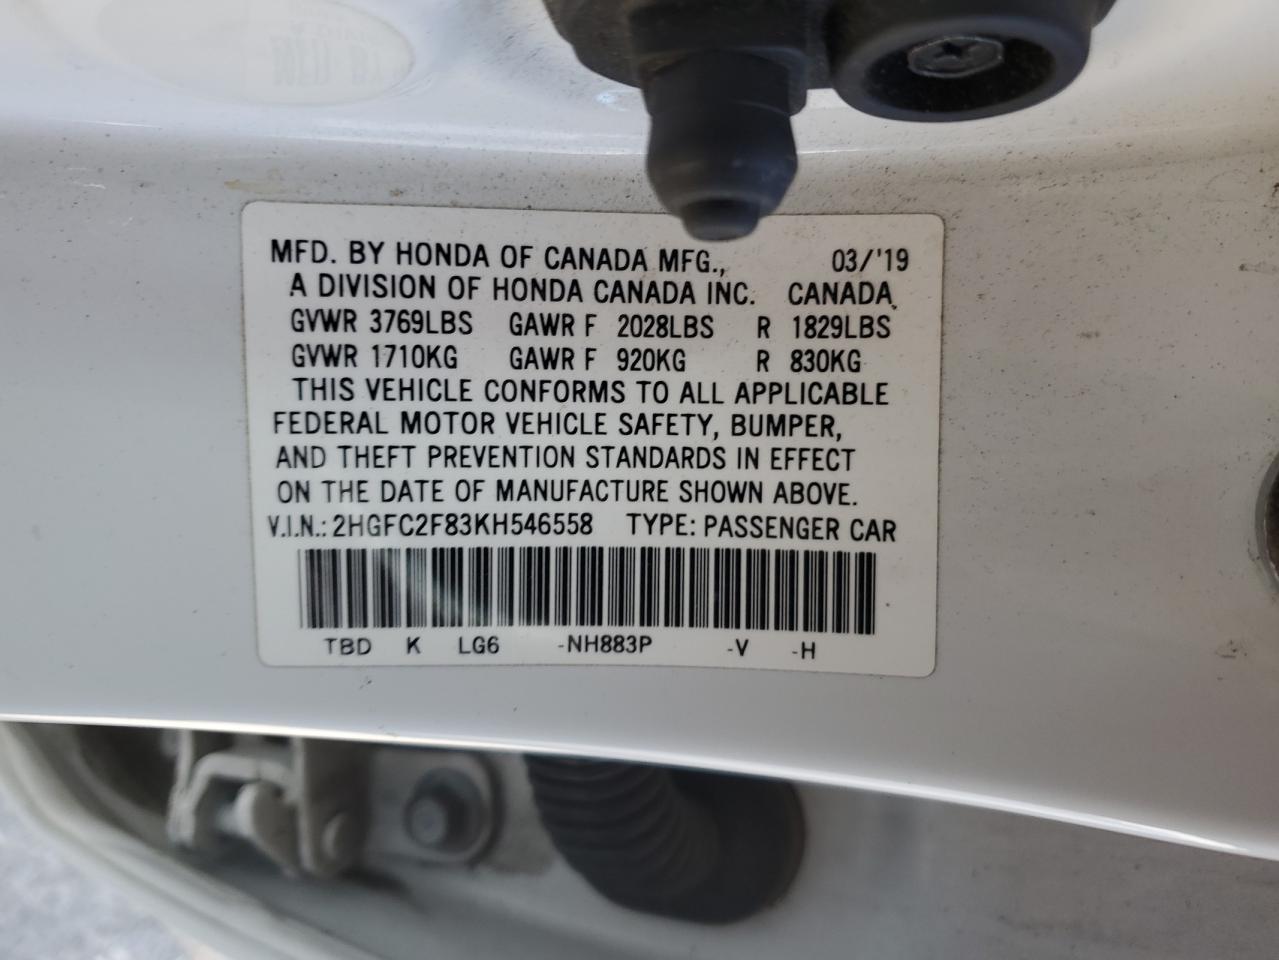 MFD. BY HONDA OF CANADA MFG., 03/'19
A DIVISION OF HONDA CANADA INC. CANADA
GVWR 3769LBS GAWR F 2028LBS R 1829LBS
GVWR 1710KG GAWR F 920KG R 830KG
THIS VEHICLE CONFORMS TO ALL APPLICABLE
FEDERAL MOTOR VEHICLE SAFETY, BUMPER,
AND THEFT PREVENTION STANDARDS IN EFFECT
ON THE DATE OF MANUFACTURE SHOWN ABOVE.
V.I.N.: 2HGFC2F83KH546558 TYPE: PASSENGER CAR
TBD K LG6 -NH883P -V -H